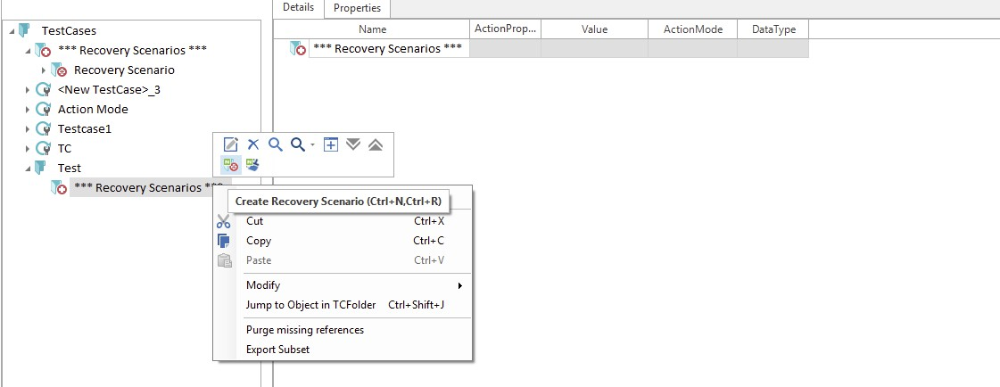 Details Properties
TestCases
*** Recovery Scenarios ***
Recovery Scenario
<New TestCase>_3
Action Mode
Testcase1
TC
Test
*** Recovery Scenarios ***
Name ActionProp... Value ActionMode DataType
*** Recovery Scenarios ***
Create Recovery Scenario (Ctrl+N,Ctrl+R)
Cut Ctrl+X
Copy Ctrl+C
Paste Ctrl+V
Modify
Jump to Object in TCFolder Ctrl+Shift+J
Purge missing references
Export Subset